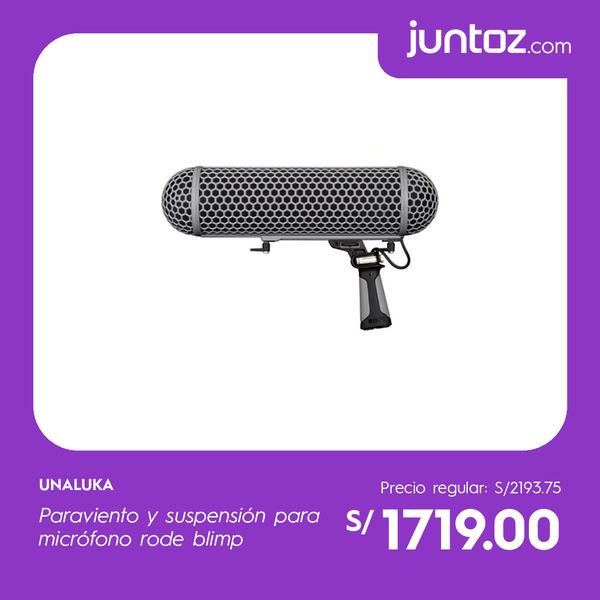 juntoz.com
UNALUKA
Paraviento y suspensión para
micrófono rode blimp
Precio regular: S/2193.75
S/ 1719.00